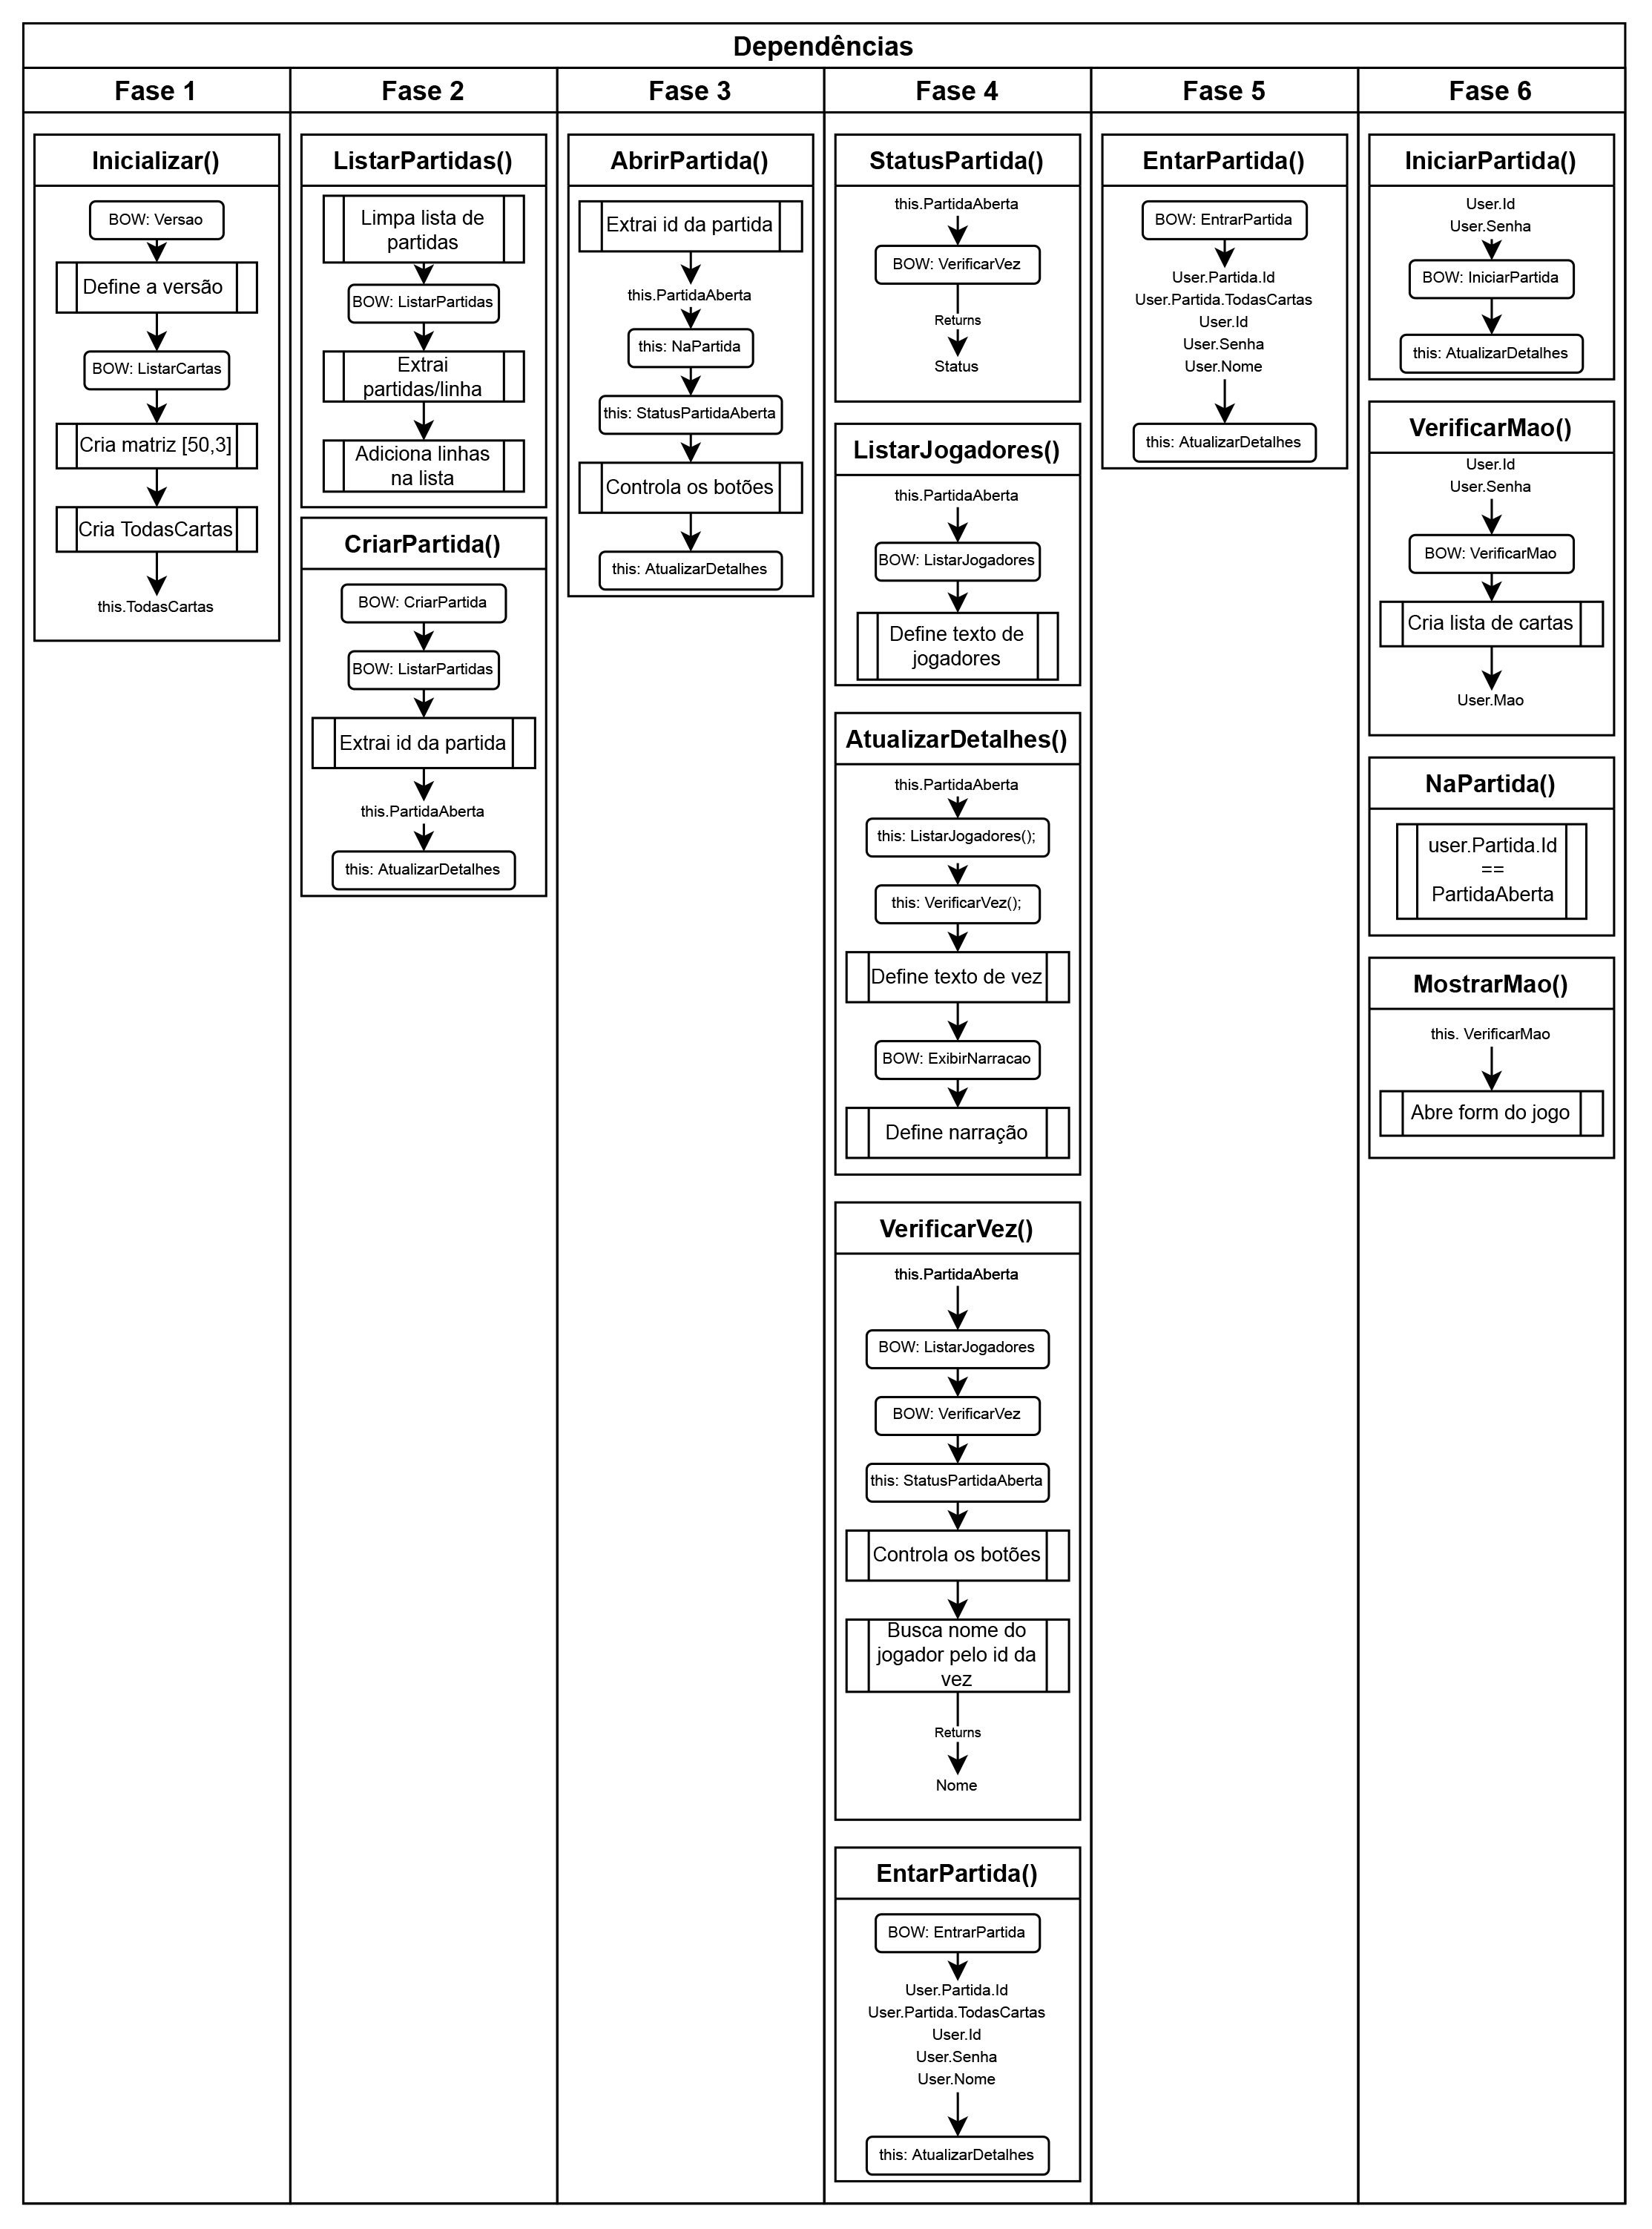 Dependências
Fase 1
Fase 2
Fase 3
Fase 4
Fase 5
Fase 6
Inicializar()
BOW: Versao
Define a versão
BOW: ListarCartas
Cria matriz [50,3]
Cria TodasCartas
this.TodasCartas
ListarPartidas()
Limpa lista de
partidas
BOW: ListarPartidas
Extrai
partidas/linha
Adiciona linhas
na lista
CriarPartida()
BOW: CriarPartida
BOW: ListarPartidas
Extrai id da partida
this.PartidaAberta
this: AtualizarDetalhes
AbrirPartida()
Extrai id da partida
this.PartidaAberta
this: NaPartida
this: StatusPartidaAberta
Controla os botões
this: AtualizarDetalhes
StatusPartida()
this.PartidaAberta
BOW: VerificarVez
Returns
Status
ListarJogadores()
this.PartidaAberta
BOW: ListarJogadores
Define texto de
jogadores
AtualizarDetalhes()
this.PartidaAberta
this: ListarJogadores();
this: VerificarVez();
Define texto de vez
BOW: ExibirNarracao
Define narração
VerificarVez()
this.PartidaAberta
BOW: ListarJogadores
BOW: VerificarVez
this: StatusPartidaAberta
Controla os botões
Busca nome do
jogador pelo id da
vez
Returns
Nome
EntarPartida()
BOW: EntrarPartida
User.Partida.Id
User.Partida.TodasCartas
User.Id
User.Senha
User.Nome
this: AtualizarDetalhes
EntarPartida()
BOW: EntrarPartida
User.Partida.Id
User.Partida.TodasCartas
User.Id
User.Senha
User.Nome
this: AtualizarDetalhes
IniciarPartida()
User.Id
User.Senha
BOW: IniciarPartida
this: AtualizarDetalhes
VerificarMao()
User.Id
User.Senha
BOW: VerificarMao
Cria lista de cartas
User.Mao
NaPartida()
user.Partida.Id
==
PartidaAberta
MostrarMao()
this. VerificarMao
Abre form do jogo